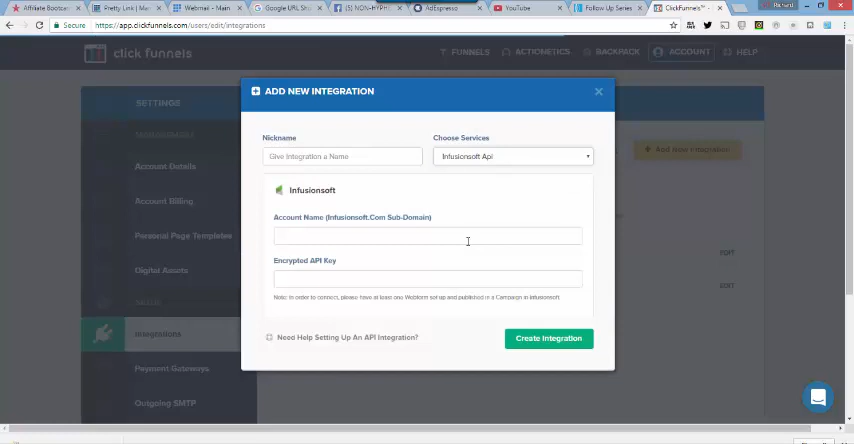 Affiliate Bootcam
Pretty Link | Man
Webmail - Main
Google URL Sho
(5) NON-HYPHE
AdEspresso
YouTube
Follow Up Series
ClickFunnels™ -
Richard
Secure
https://app.clickfunnels.com/users/edit/integrations
click funnels
FUNNELS
ACTIONETICS
BACKPACK
ACCOUNT
HELP
SETTINGS
Account Details
Account Billing
Personal Page Templates
Digital Assets
Integrations
Payment Gateways
Outgoing SMTP
ADD NEW INTEGRATION
Nickname
Choose Services
Give Integration a Name
Infusionsoft Api
Add New Integration
Infusionsoft
Account Name (Infusionsoft.Com Sub-Domain)
Encrypted API Key
EDIT
EDIT
Note: In order to connect, please have at least one Webform set up and published in a Campaign in Infusionsoft.
Need Help Setting Up An API Integration?
Create Integration